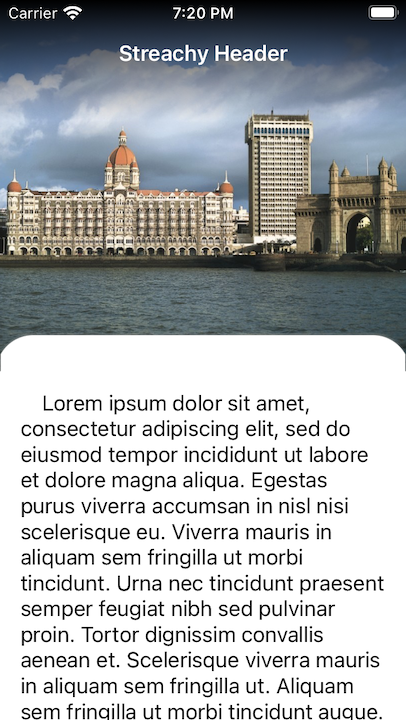 Carrier 7:20 PM
Streachy Header
Lorem ipsum dolor sit amet,
consectetur adipiscing elit, sed do
eiusmod tempor incididunt ut labore
et dolore magna aliqua. Egestas
purus viverra accumsan in nisl nisi
scelerisque eu. Viverra mauris in
aliquam sem fringilla ut morbi
tincidunt. Urna nec tincidunt praesent
semper feugiat nibh sed pulvinar
proin. Tortor dignissim convallis
aenean et. Scelerisque viverra mauris
in aliquam sem fringilla ut. Aliquam
sem fringilla ut morbi tincidunt augue.